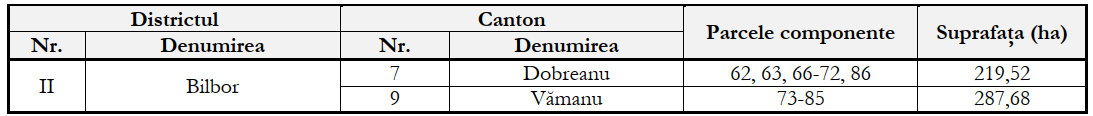 Districtul Canton Parcele componente Suprafața (ha)
Nr. Denumirea Nr. Denumirea
II Bilbor 7 Dobreanu 62, 63, 66-72, 86 219,52
9 Vămanu 73-85 287,68